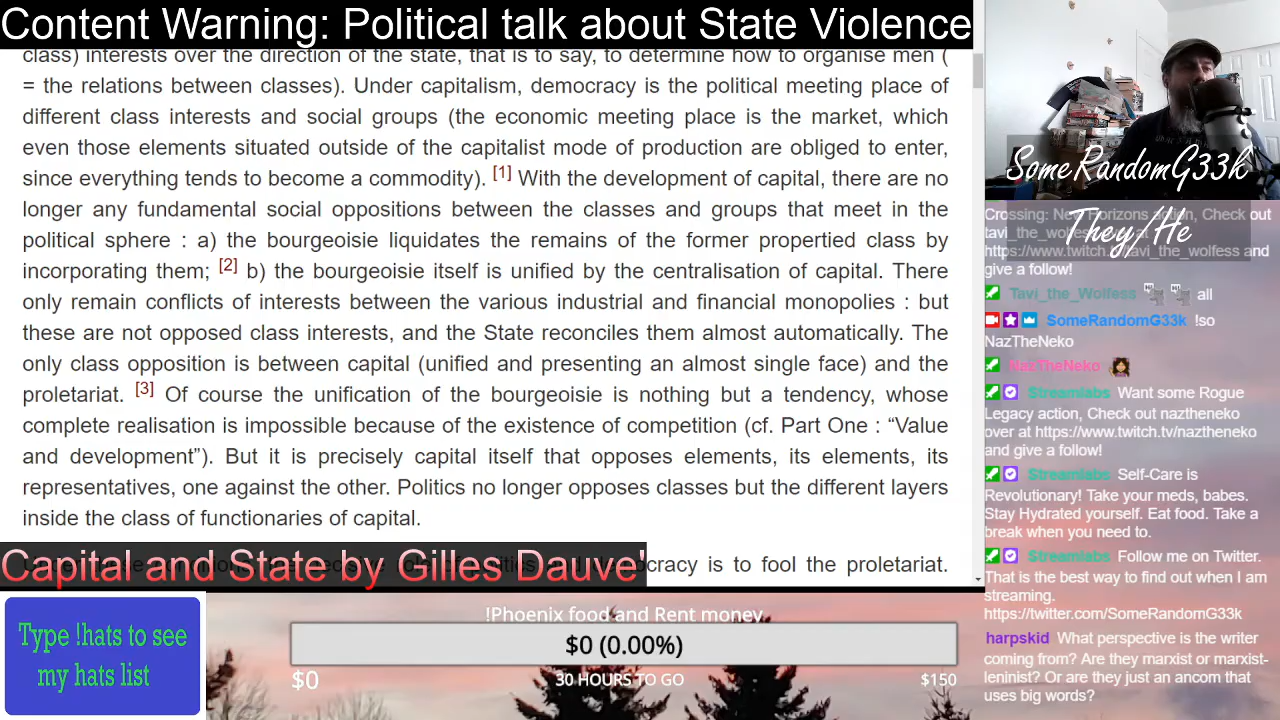 Content Warning: Political talk about State Violence
class) interests over the direction of the state, that is to say, to determine how to organise men (
= the relations between classes). Under capitalism, democracy is the political meeting place of
different class interests and social groups (the economic meeting place is the market, which
even those elements situated outside of the capitalist mode of production are obliged to enter,
since everything tends to become a commodity). [1] With the development of capital, there are no
longer any fundamental social oppositions between the classes and groups that meet in the
political sphere : a) the bourgeoisie liquidates the remains of the former propertied class by
incorporating them; [2] b) the bourgeoisie itself is unified by the centralisation of capital. There
only remain conflicts of interests between the various industrial and financial monopolies : but
these are not opposed class interests, and the State reconciles them almost automatically. The
only class opposition is between capital (unified and presenting an almost single face) and the
proletariat. [3] Of course the unification of the bourgeoisie is nothing but a tendency, whose
complete realisation is impossible because of the existence of competition (cf. Part One : “Value
and development”). But it is precisely capital itself that opposes elements, its elements, its
representatives, one against the other. Politics no longer opposes classes but the different layers
inside the class of functionaries of capital.
is to fool the proletariat.
Capital and State by Gilles Dauve'
Type !hats to see
my hats list
!Phoenix food and Rent money
$0 (0.00%)
$0
30 HOURS TO GO
$150
SomeRandomG33k
They/He
Crossing: New Horizons action, Check out
tavi_the_wolfess at
https://www.twitch.tv/tavi_the_wolfess and
give a follow!
Tavi_the_Wolfess all
SomeRandomG33k !so
NazTheNeko
NazTheNeko
Streamlabs Want some Rogue
Legacy action, Check out naztheneko
over at https://www.twitch.tv/naztheneko
and give a follow!
Streamlabs Self-Care is
Revolutionary! Take your meds, babes.
Stay Hydrated yourself. Eat food. Take a
break when you need to.
Streamlabs Follow me on Twitter.
That is the best way to find out when I am
streaming.
https://twitter.com/SomeRandomG33k
harpskid What perspective is the writer
coming from? Are they marxist or marxist-
leninist? Or are they just an ancom that
uses big words?